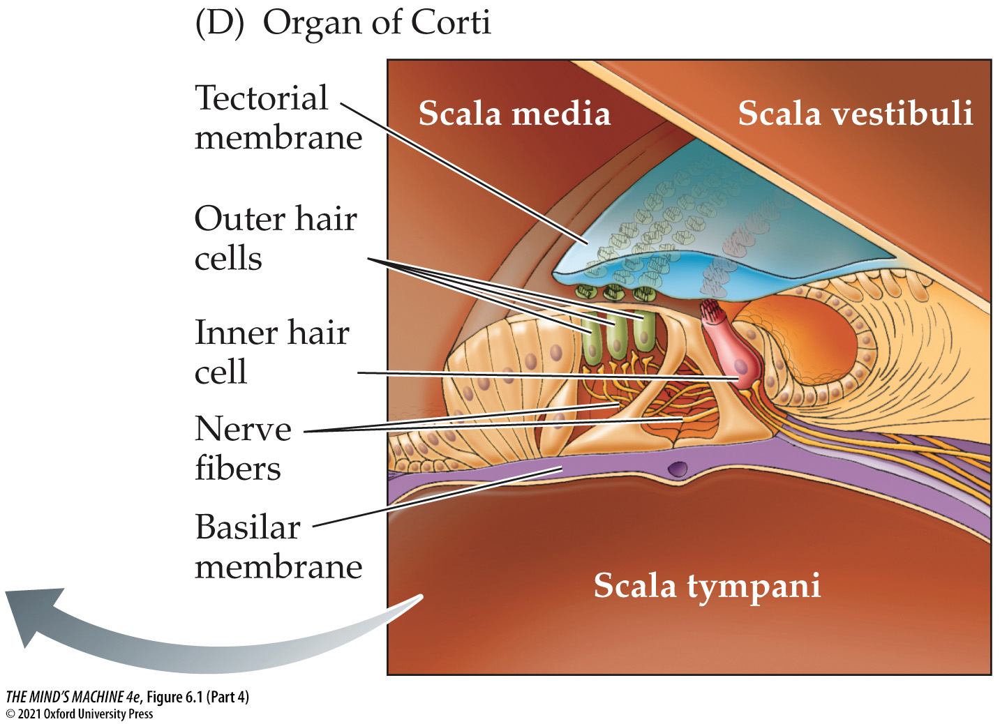 (D) Organ of Corti
Tectorial
membrane
Scala media
Scala vestibuli
Outer hair
cells
Inner hair
cell
Nerve
fibers
Basilar
membrane
Scala tympani
THE MIND'S MACHINE 4e, Figure 6.1 (Part 4)
© 2021 Oxford University Press